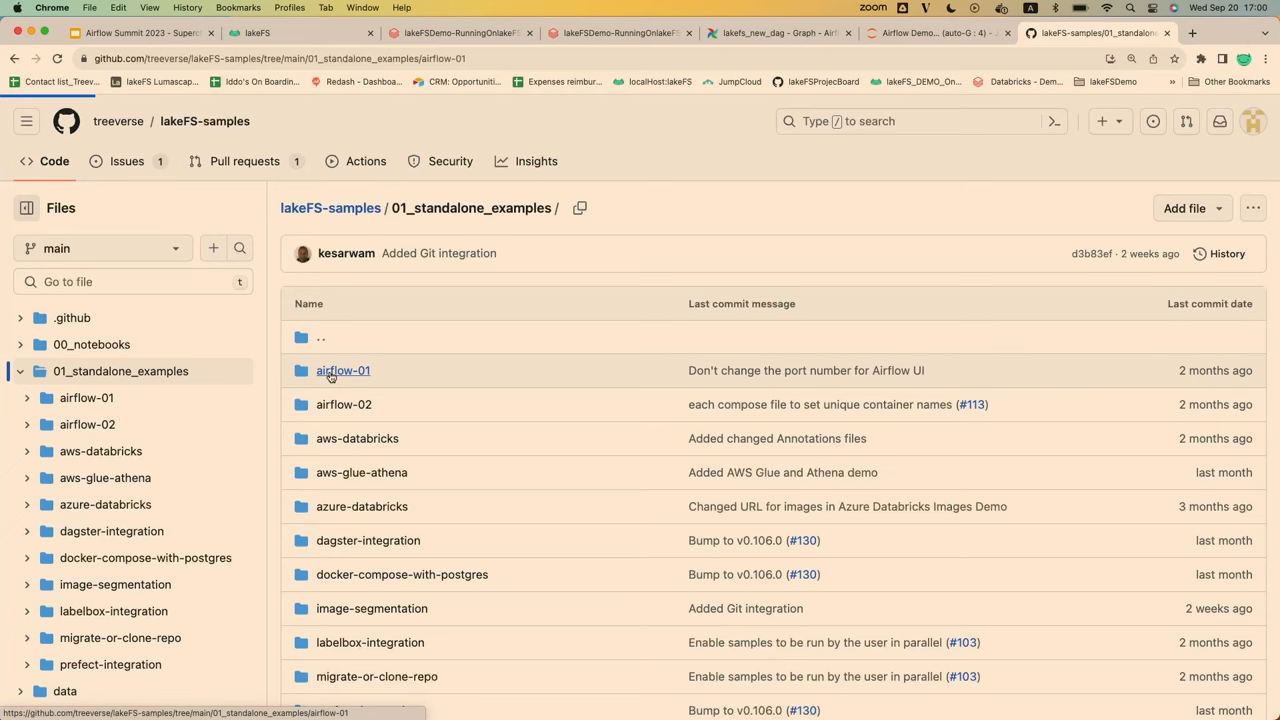 Chrome File Edit View History Bookmarks Profiles Tab Window Help zoom A Wed Sep 20 17:00
Airflow Summit 2023 - Superc × lakeFS × lakeFSDemo-RunningOnlakeF × lakeFSDemo-RunningOnlakeF × lakefs_new_dag - Graph - Airfl × Airflow Demo... (auto-G : 4) - J × lakeFS-samples/01_standalone ×
github.com/treeverse/lakeFS-samples/tree/main/01_standalone_examples/airflow-01
Contact list_Treev... lakeFS Lumascap... Iddo's On Boardin... Redash - Dashboa... CRM: Opportuniti... Expenses reimbur... localHost:lakeFS JumpCloud lakeFSProjecBoard lakeFS_DEMO_On... Databricks - Dem... lakeFSDemo Other Bookmarks
treeverse / lakeFS-samples Type / to search
Code Issues 1 Pull requests 1 Actions Security Insights
Files
main
Go to file t
.github
00_notebooks
01_standalone_examples
airflow-01
airflow-02
aws-databricks
aws-glue-athena
azure-databricks
dagster-integration
docker-compose-with-postgres
image-segmentation
labelbox-integration
migrate-or-clone-repo
prefect-integration
data
lakeFS-samples / 01_standalone_examples / Add file
kesarwam Added Git integration d3b83ef · 2 weeks ago History
Name Last commit message Last commit date
..
airflow-01 Don't change the port number for Airflow UI 2 months ago
airflow-02 each compose file to set unique container names (#113) 2 months ago
aws-databricks Added changed Annotations files 2 months ago
aws-glue-athena Added AWS Glue and Athena demo last month
azure-databricks Changed URL for images in Azure Databricks Images Demo 3 months ago
dagster-integration Bump to v0.106.0 (#130) last month
docker-compose-with-postgres Bump to v0.106.0 (#130) last month
image-segmentation Added Git integration 2 weeks ago
labelbox-integration Enable samples to be run by the user in parallel (#103) 2 months ago
migrate-or-clone-repo Enable samples to be run by the user in parallel (#103) 2 months ago
Bump to v0.106.0 (#130) last month
https://github.com/treeverse/lakeFS-samples/tree/main/01_standalone_examples/airflow-01